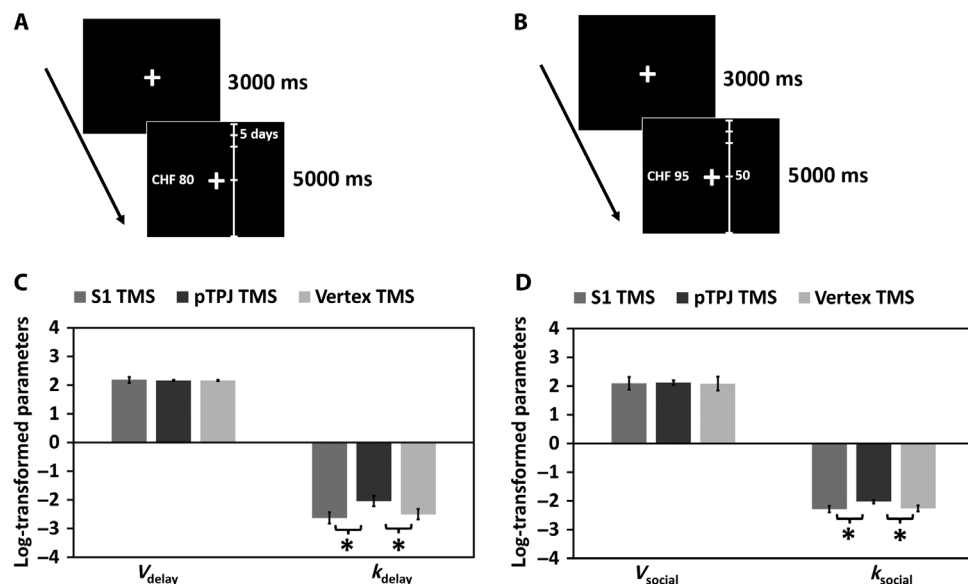 A
3000 ms
5 days
CHF 80
5000 ms
B
3000 ms
CHF 95
50
5000 ms
C
S1 TMS pTPJ TMS Vertex TMS
Log-transformed parameters
4
3
2
1
0
−1
−2
−3
−4
* *
Vdelay kdelay
D
S1 TMS pTPJ TMS Vertex TMS
Log-transformed parameters
4
3
2
1
0
−1
−2
−3
−4
* *
Vsocial ksocial